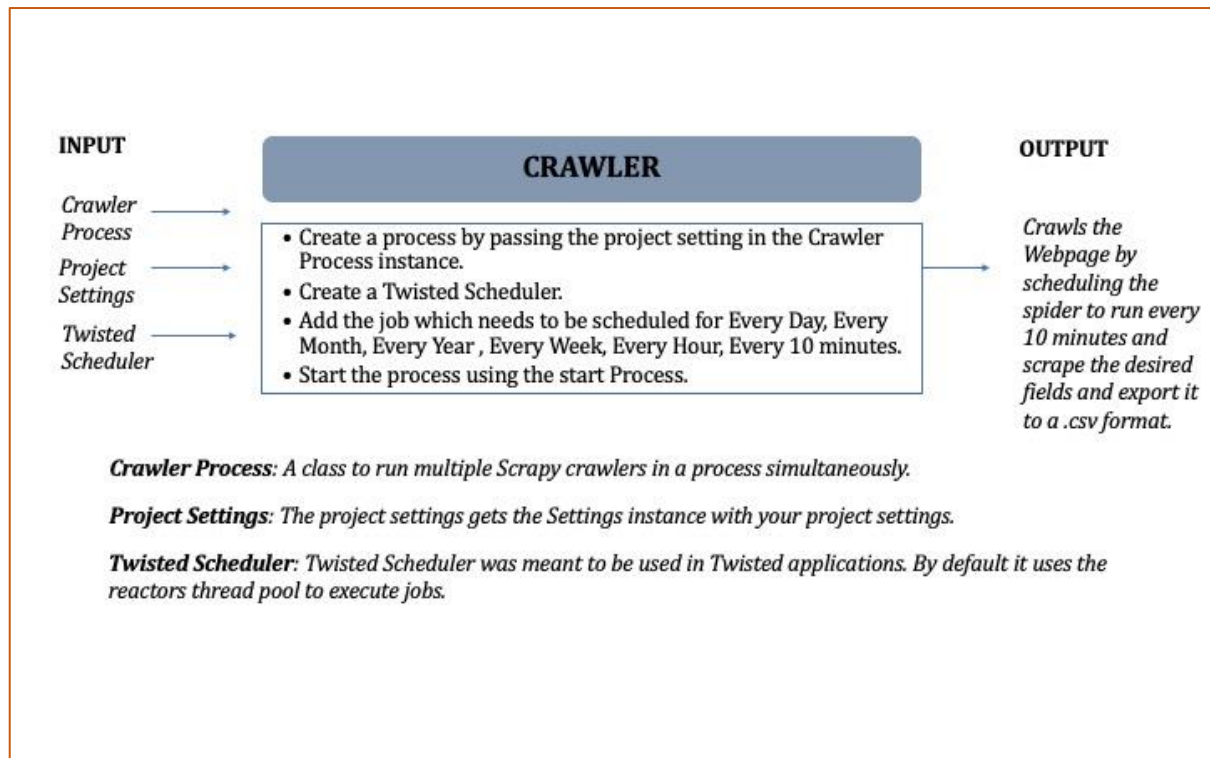 INPUT
Crawler
Process
Project
Settings
Twisted
Scheduler
CRAWLER
• Create a process by passing the project setting in the Crawler
Process instance.
• Create a Twisted Scheduler.
• Add the job which needs to be scheduled for Every Day, Every
Month, Every Year , Every Week, Every Hour, Every 10 minutes.
• Start the process using the start Process.
OUTPUT
Crawls the
Webpage by
scheduling the
spider to run every
10 minutes and
scrape the desired
fields and export it
to a .csv format.
Crawler Process: A class to run multiple Scrapy crawlers in a process simultaneously.
Project Settings: The project settings gets the Settings instance with your project settings.
Twisted Scheduler: Twisted Scheduler was meant to be used in Twisted applications. By default it uses the
reactors thread pool to execute jobs.